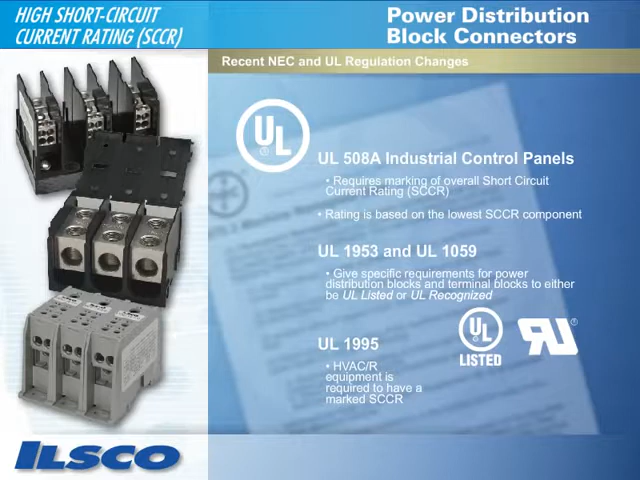 HIGH SHORT-CIRCUIT
CURRENT RATING (SCCR)
Power Distribution
Block Connectors
Recent NEC and UL Regulation Changes
UL
®
UL 508A Industrial Control Panels
• Requires marking of overall Short Circuit
Current Rating (SCCR)
• Rating is based on the lowest SCCR component
UL 1953 and UL 1059
• Give specific requirements for power
distribution blocks and terminal blocks to either
be UL Listed or UL Recognized
UL
®
LISTED
RU
®
UL 1995
• HVAC/R
equipment is
required to have a
marked SCCR
ILSCO